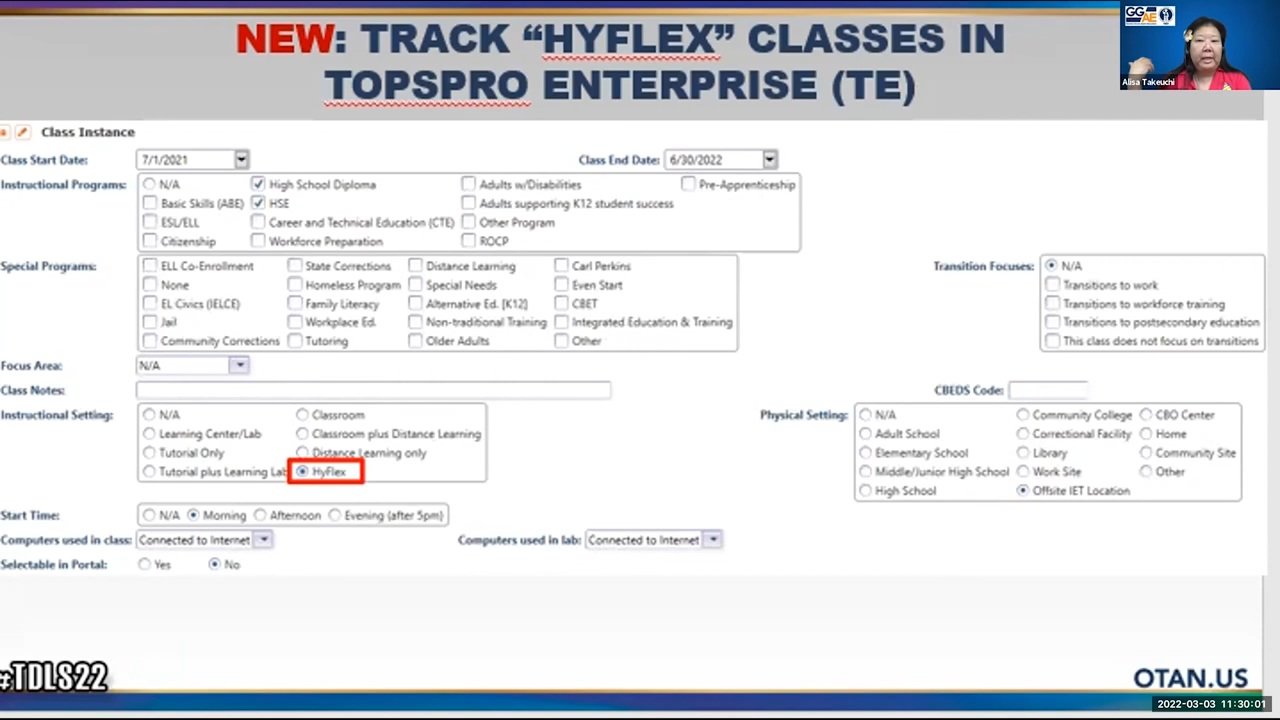 NEW: TRACK “HYFLEX” CLASSES IN
TOPSPRO ENTERPRISE (TE)
GG
AE
Alisa Takeuchi
Class Instance
Class Start Date: 7/1/2021 Class End Date: 6/30/2022
Instructional Programs: N/A High School Diploma Adults w/Disabilities Pre-Apprenticeship
Basic Skills (ABE) HSE Adults supporting K12 student success
ESL/ELL Career and Technical Education (CTE) Other Program
Citizenship Workforce Preparation ROCP
Special Programs: ELL Co-Enrollment State Corrections Distance Learning Carl Perkins Transition Focuses: N/A
None Homeless Program Special Needs Even Start Transitions to work
EL Civics (IELCE) Family Literacy Alternative Ed. [K12] CBET Transitions to workforce training
Jail Workplace Ed. Non-traditional Training Integrated Education & Training Transitions to postsecondary education
Community Corrections Tutoring Older Adults Other This class does not focus on transitions
Focus Area: N/A
Class Notes: CBEDS Code:
Instructional Setting: N/A Classroom Physical Setting: N/A Community College CBO Center
Learning Center/Lab Classroom plus Distance Learning Adult School Correctional Facility Home
Tutorial Only Distance Learning only Elementary School Library Community Site
Tutorial plus Learning Lab HyFlex Middle/Junior High School Work Site Other
High School Offsite IET Location
Start Time: N/A Morning Afternoon Evening (after 5pm)
Computers used in class: Connected to Internet Computers used in lab: Connected to Internet
Selectable in Portal: Yes No
#TDLS22
OTAN.US
2022-03-03 11:30:01